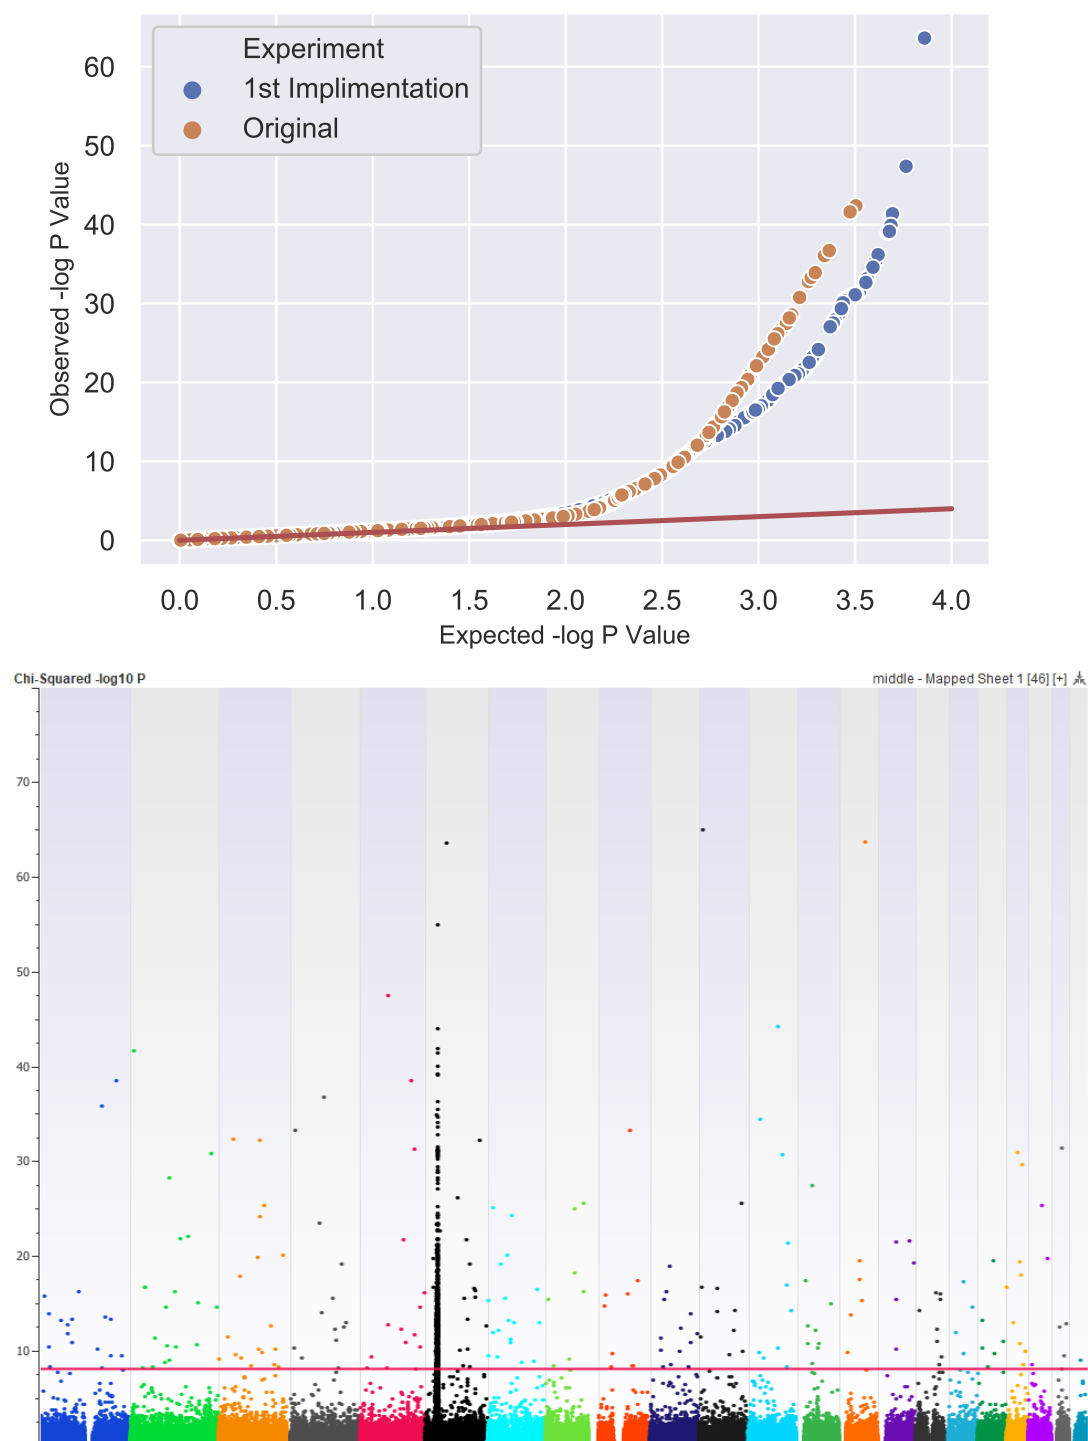 Experiment
1st Implimentation
Original
60
50
40
30
20
10
0
Observed -log P Value
0.0 0.5 1.0 1.5 2.0 2.5 3.0 3.5 4.0
Expected -log P Value
Chi-Squared -log10 P
middle - Mapped Sheet 1 [46] [+]
70
60
50
40
30
20
10